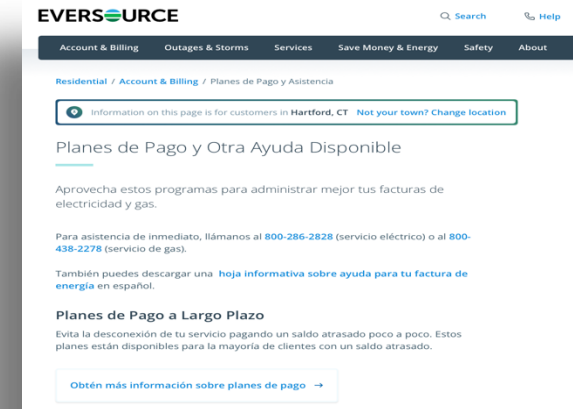 EVERSOURCE
Search Help
Account & Billing Outages & Storms Services Save Money & Energy Safety About
Residential / Account & Billing / Planes de Pago y Asistencia
Information on this page is for customers in Hartford, CT Not your town? Change location
Planes de Pago y Otra Ayuda Disponible
Aprovecha estos programas para administrar mejor tus facturas de
electricidad y gas.
Para asistencia de inmediato, llámanos al 800-286-2828 (servicio eléctrico) o al 800-
438-2278 (servicio de gas).
También puedes descargar una hoja informativa sobre ayuda para tu factura de
energía en español.
Planes de Pago a Largo Plazo
Evita la desconexión de tu servicio pagando un saldo atrasado poco a poco. Estos
planes están disponibles para la mayoría de clientes con un saldo atrasado.
Obtén más información sobre planes de pago →